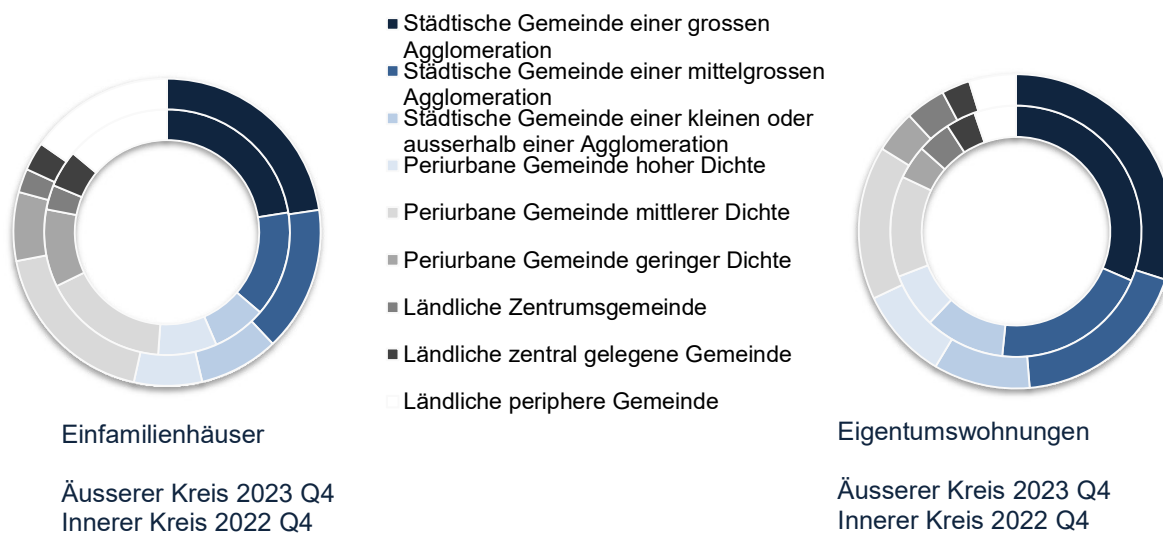 Städtische Gemeinde einer grossen
Agglomeration
Städtische Gemeinde einer mittelgrossen
Agglomeration
Städtische Gemeinde einer kleinen oder
ausserhalb einer Agglomeration
Periurbane Gemeinde hoher Dichte
Periurbane Gemeinde mittlerer Dichte
Periurbane Gemeinde geringer Dichte
Ländliche Zentrumsgemeinde
Ländliche zentral gelegene Gemeinde
Ländliche periphere Gemeinde
Einfamilienhäuser
Äusserer Kreis 2023 Q4
Innerer Kreis 2022 Q4
Eigentumswohnungen
Äusserer Kreis 2023 Q4
Innerer Kreis 2022 Q4